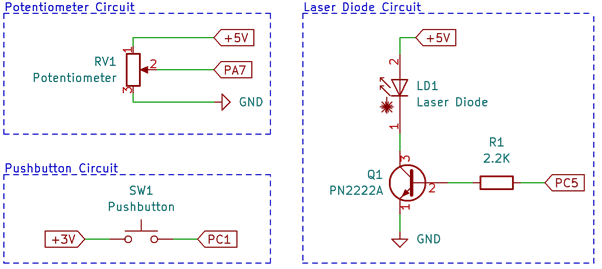 Potentiometer Circuit
+5V
1
RV1
Potentiometer
2
PA7
3
GND
Pushbutton Circuit
SW1
Pushbutton
+3V
PC1
Laser Diode Circuit
+5V
2
LD1
Laser Diode
1
R1
2.2K
3
Q1
PN2222A
2
PC5
1
GND